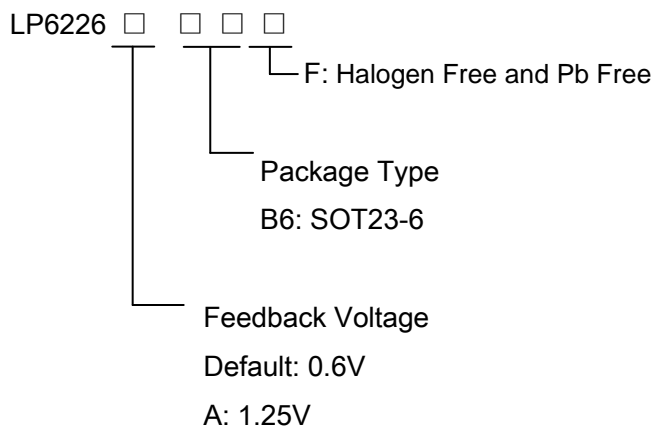 LP6226 □ □ □ □
F: Halogen Free and Pb Free
Package Type
B6: SOT23-6
Feedback Voltage
Default: 0.6V
A: 1.25V